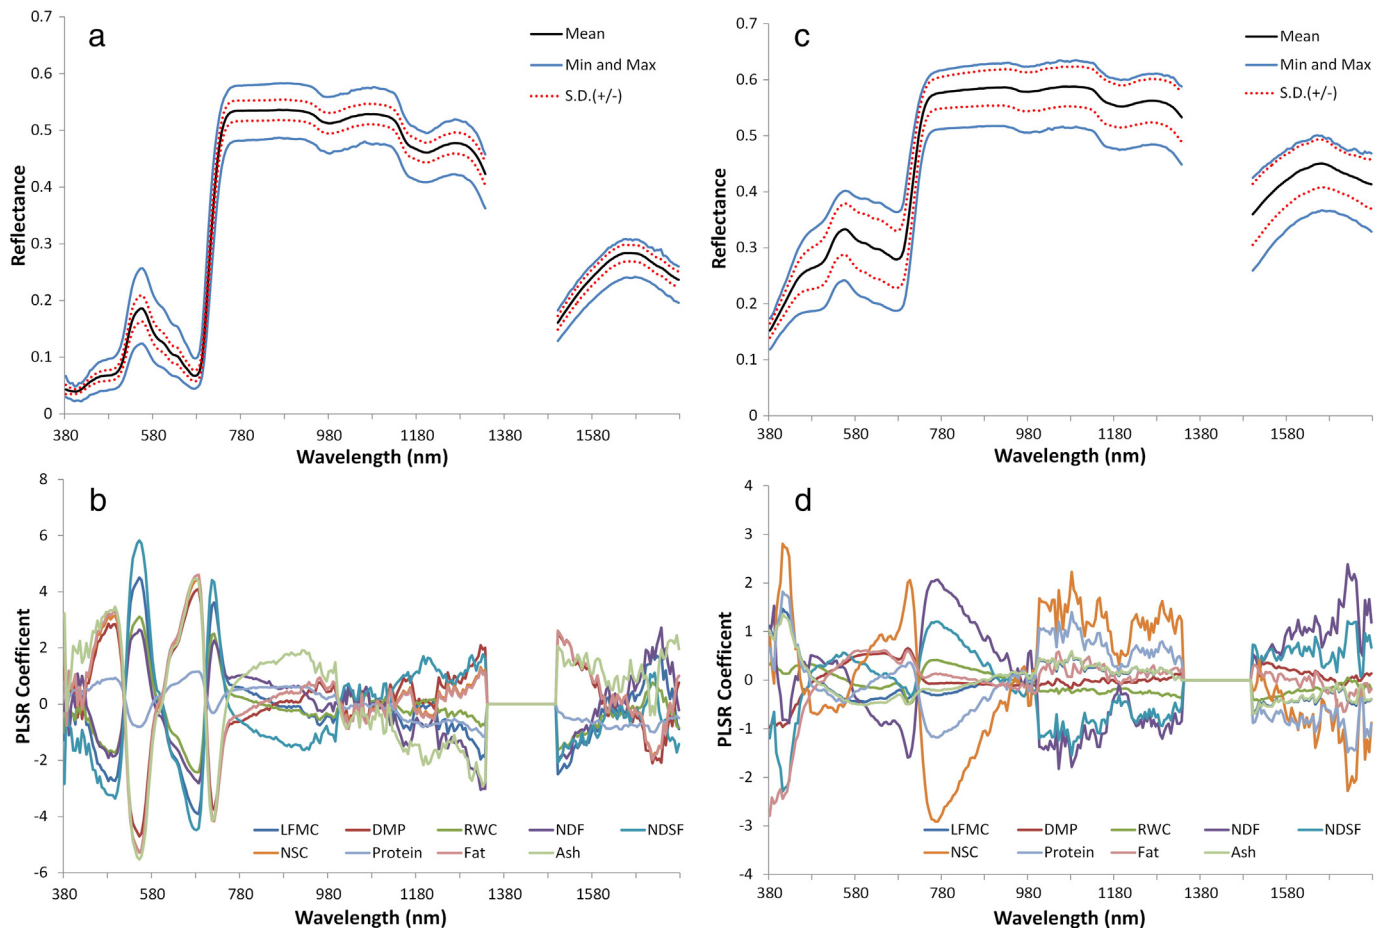 a
Mean
Min and Max
S.D.(+/-)
0.7
0.6
0.5
0.4
0.3
0.2
0.1
0
Reflectance
380 580 780 980 1180 1380 1580
Wavelength (nm)
c
Mean
Min and Max
S.D.(+/-)
0.7
0.6
0.5
0.4
0.3
0.2
0.1
0
Reflectance
380 580 780 980 1180 1380 1580
Wavelength (nm)
b
8
6
4
2
0
-2
-4
-6
PLSR Coefficent
LFMC DMP RWC NDF NDSF
NSC Protein Fat Ash
380 580 780 980 1180 1380 1580
Wavelength (nm)
d
4
3
2
1
0
-1
-2
-3
-4
PLSR Coefficent
LFMC DMP RWC NDF NDSF
NSC Protein Fat Ash
380 580 780 980 1180 1380 1580
Wavelength (nm)